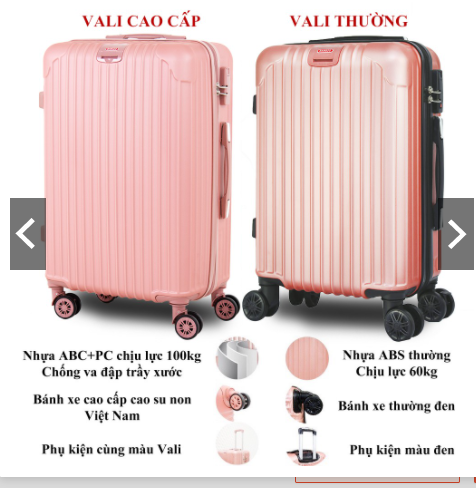 VALI CAO CẤP
VALI THƯỜNG
Nhựa ABC+PC chịu lực 100kg
Chống va đập trầy xước
Nhựa ABS thường
Chịu lực 60kg
Bánh xe cao cấp cao su non
Việt Nam
Bánh xe thường đen
Phụ kiện cùng màu Vali
Phụ kiện màu đen